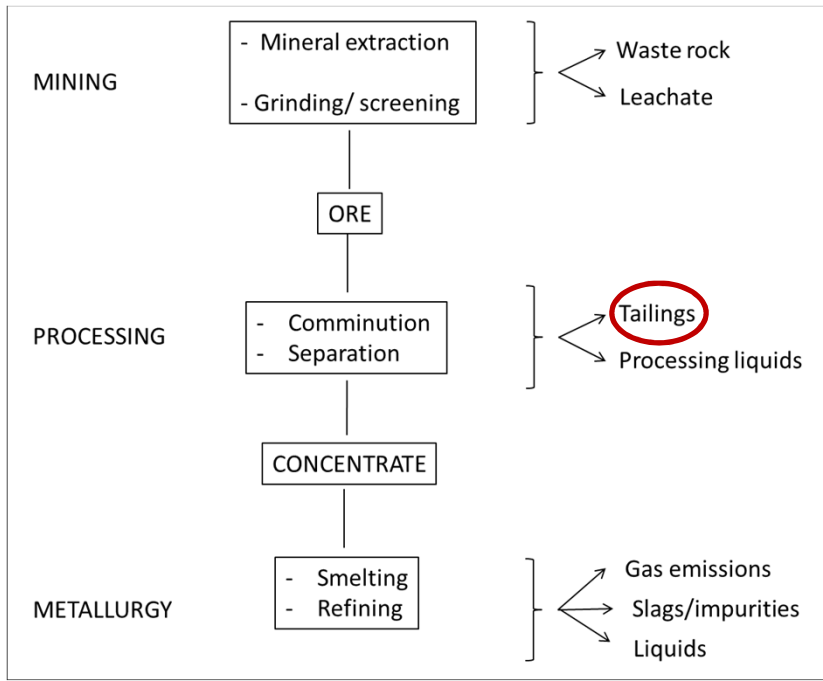 - Mineral extraction
Waste rock
MINING
- Grinding/ screening
Leachate
ORE
- Comminution
Tailings
PROCESSING
- Separation
Processing liquids
CONCENTRATE
- Smelting
Gas emissions
METALLURGY
- Refining
Slags/impurities
Liquids